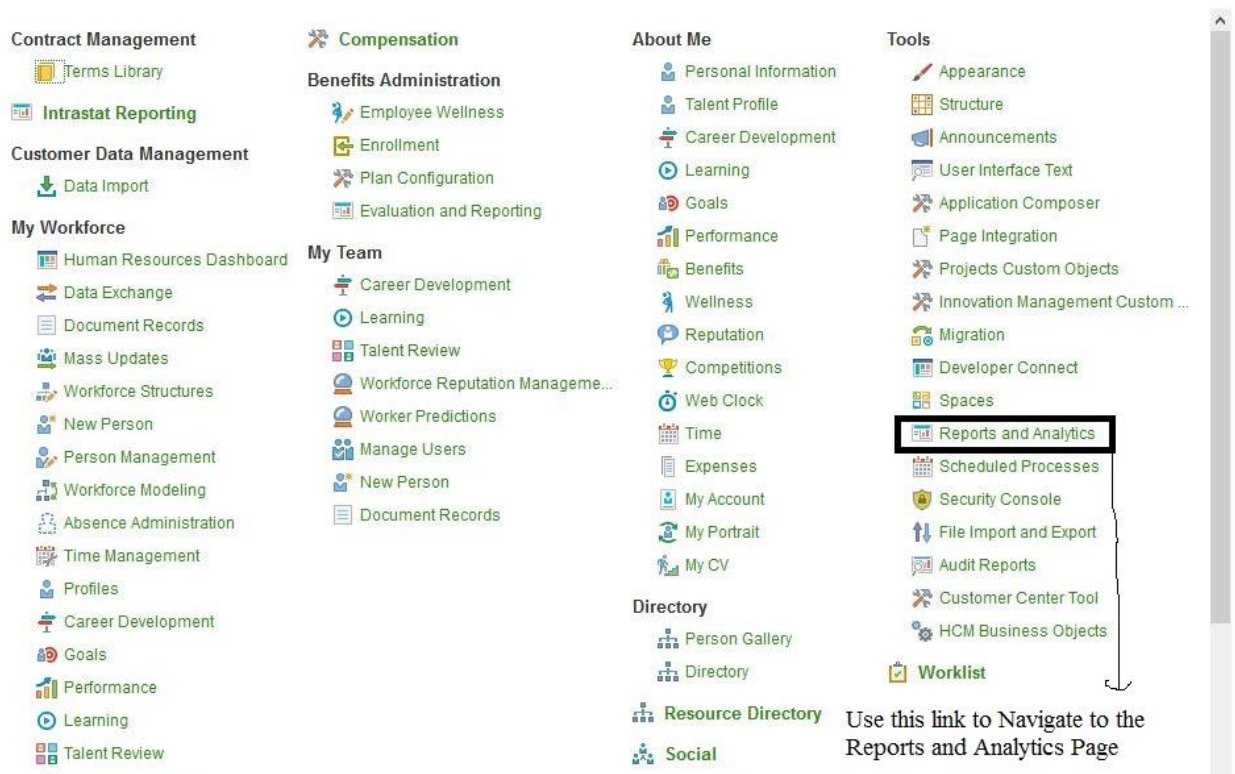 Contract Management
Terms Library
Intrastat Reporting
Customer Data Management
Data Import
My Workforce
Human Resources Dashboard
Data Exchange
Document Records
Mass Updates
Workforce Structures
New Person
Person Management
Workforce Modeling
Absence Administration
Time Management
Profiles
Career Development
Goals
Performance
Learning
Talent Review
Compensation
Benefits Administration
Employee Wellness
Enrollment
Plan Configuration
Evaluation and Reporting
My Team
Career Development
Learning
Talent Review
Workforce Reputation Manageme...
Worker Predictions
Manage Users
New Person
Document Records
About Me
Personal Information
Talent Profile
Career Development
Learning
Goals
Performance
Benefits
Wellness
Reputation
Competitions
Web Clock
Time
Expenses
My Account
My Portrait
My CV
Directory
Person Gallery
Directory
Resource Directory
Social
Tools
Appearance
Structure
Announcements
User Interface Text
Application Composer
Page Integration
Projects Custom Objects
Innovation Management Custom ...
Migration
Developer Connect
Spaces
Reports and Analytics
Scheduled Processes
Security Console
File Import and Export
Audit Reports
Customer Center Tool
HCM Business Objects
Worklist
Use this link to Navigate to the
Reports and Analytics Page